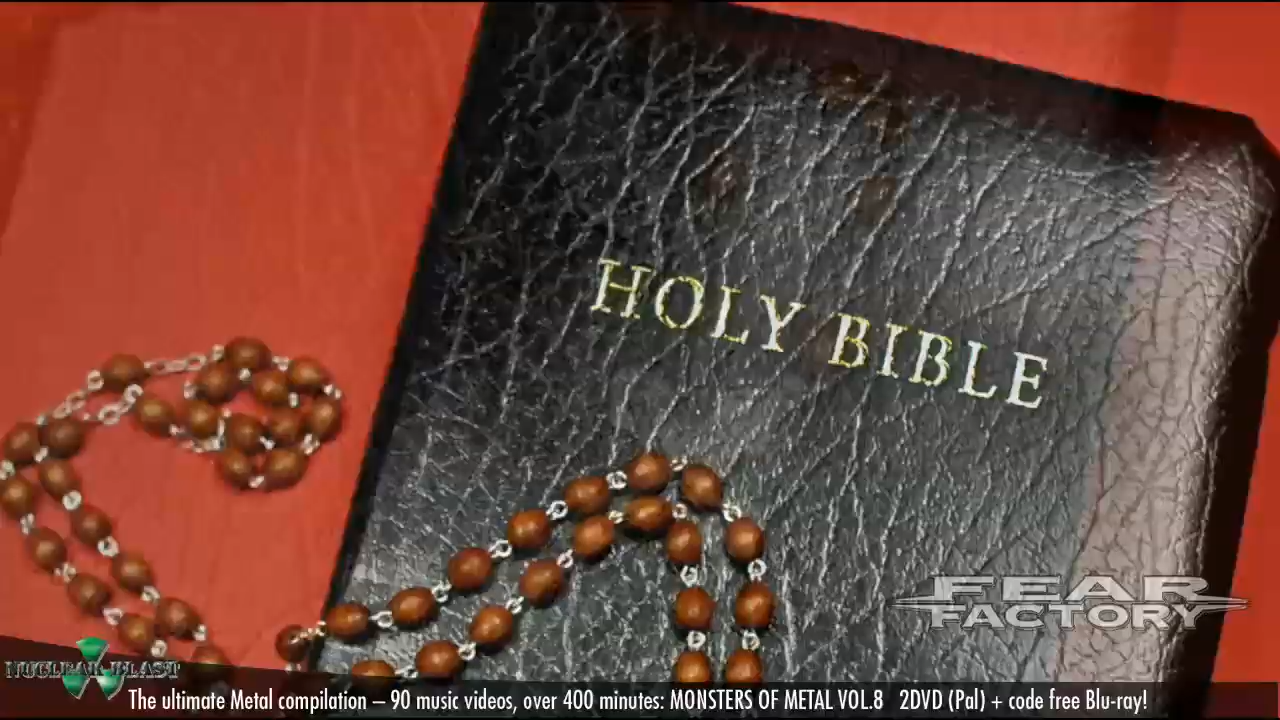 HOLY BIBLE
FEAR
FACTORY
NUCLEAR BLAST
The ultimate Metal compilation – 90 music videos, over 400 minutes: MONSTERS OF METAL VOL.8 2DVD (Pal) + code free Blu-ray!